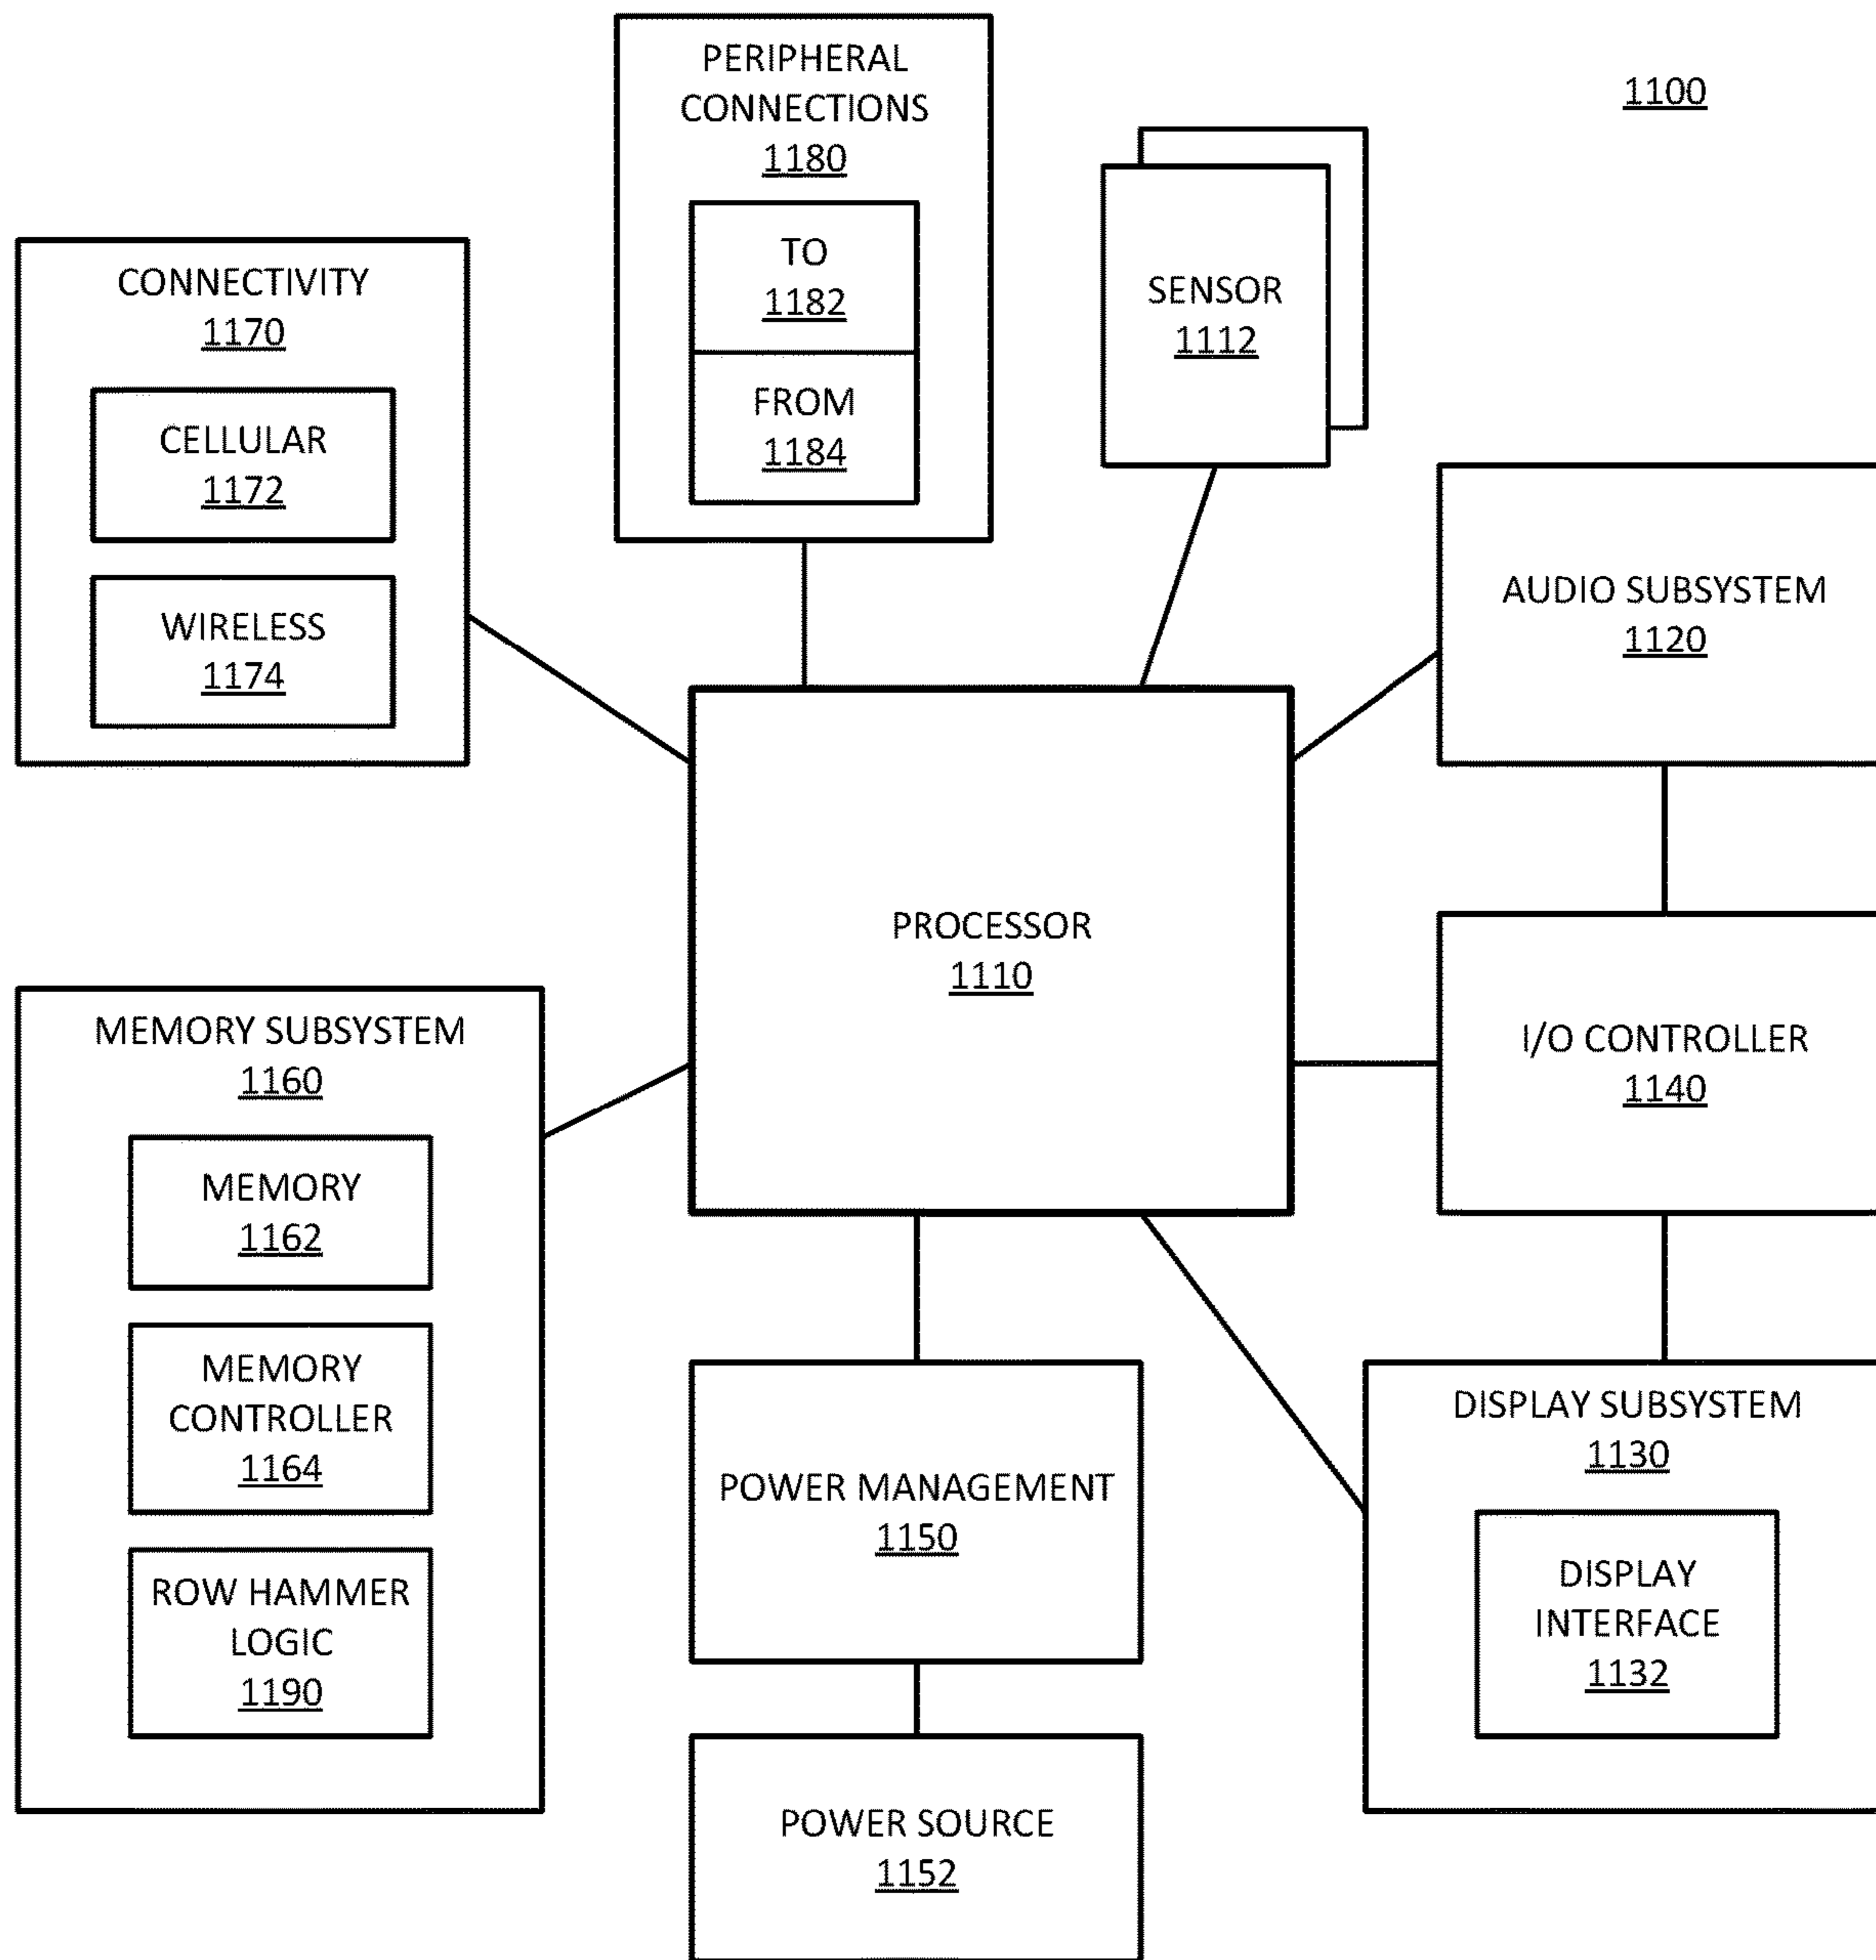 PERIPHERAL
CONNECTIONS
1180
TO
1182
FROM
1184
1100
SENSOR
1112
CONNECTIVITY
1170
CELLULAR
1172
WIRELESS
1174
AUDIO SUBSYSTEM
1120
PROCESSOR
1110
I/O CONTROLLER
1140
MEMORY SUBSYSTEM
1160
MEMORY
1162
MEMORY
CONTROLLER
1164
ROW HAMMER
LOGIC
1190
POWER MANAGEMENT
1150
POWER SOURCE
1152
DISPLAY SUBSYSTEM
1130
DISPLAY
INTERFACE
1132